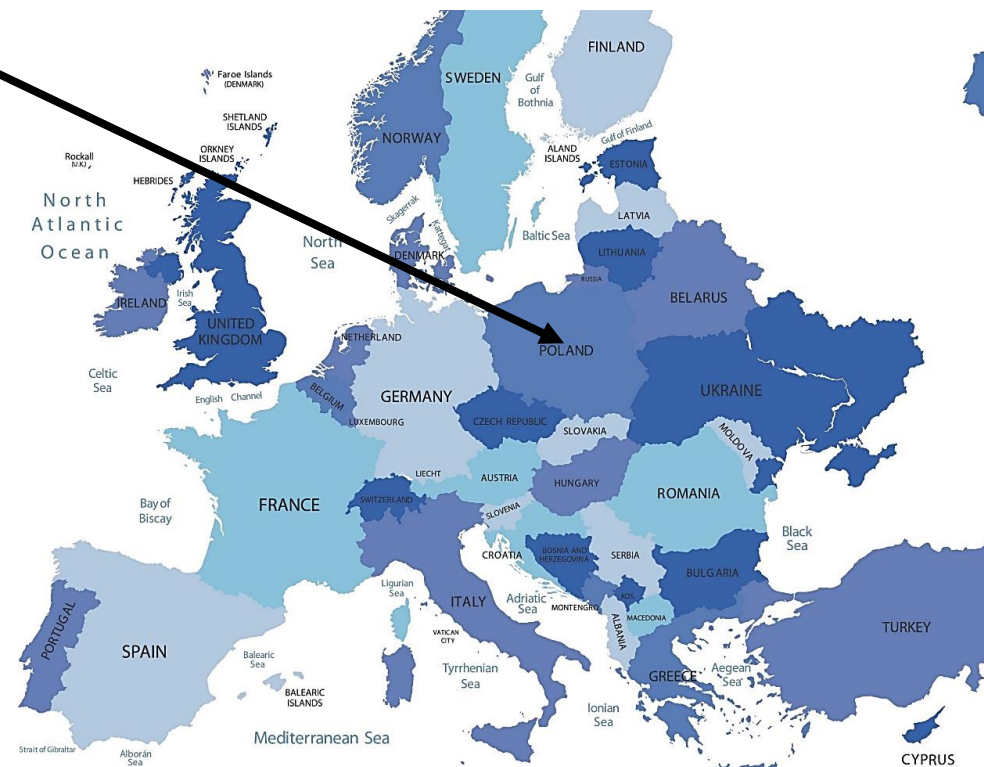 FINLAND
SWEDEN
Faroe Islands
(DENMARK)
Gulf
of
Bothnia
SHETLAND
ISLANDS
NORWAY
Gulf of Finland
ALAND
ISLANDS
ORKNEY
ISLANDS
Rockall
(U.K.)
ESTONIA
HEBRIDES
North
Atlantic
Ocean
Skagerrak
Kattegat
LATVIA
Baltic Sea
North
Sea
DENMARK
LITHUANIA
RUSSIA
IRELAND
Irish
Sea
BELARUS
UNITED
KINGDOM
NETHERLAND
POLAND
Celtic
Sea
English Channel
BELGIUM
GERMANY
UKRAINE
LUXEMBOURG
CZECH REPUBLIC
SLOVAKIA
MOLDOVA
LIECHT
AUSTRIA
HUNGARY
FRANCE
SWITZERLAND
ROMANIA
Bay of
Biscay
SLOVENIA
Black
Sea
CROATIA
BOSNIA AND
HERZEGOVINA
SERBIA
BULGARIA
Ligurian
Sea
ITALY
Adriatic
Sea
MONTENGRO
KOS.
MACEDONIA
ALBANIA
PORTUGAL
SPAIN
VATICAN
CITY
TURKEY
Balearic
Sea
BALEARIC
ISLANDS
Tyrrhenian
Sea
GREECE
Aegean
Sea
Ionian
Sea
Mediterranean Sea
Strait of Gibraltar
Alborán
Sea
CYPRUS